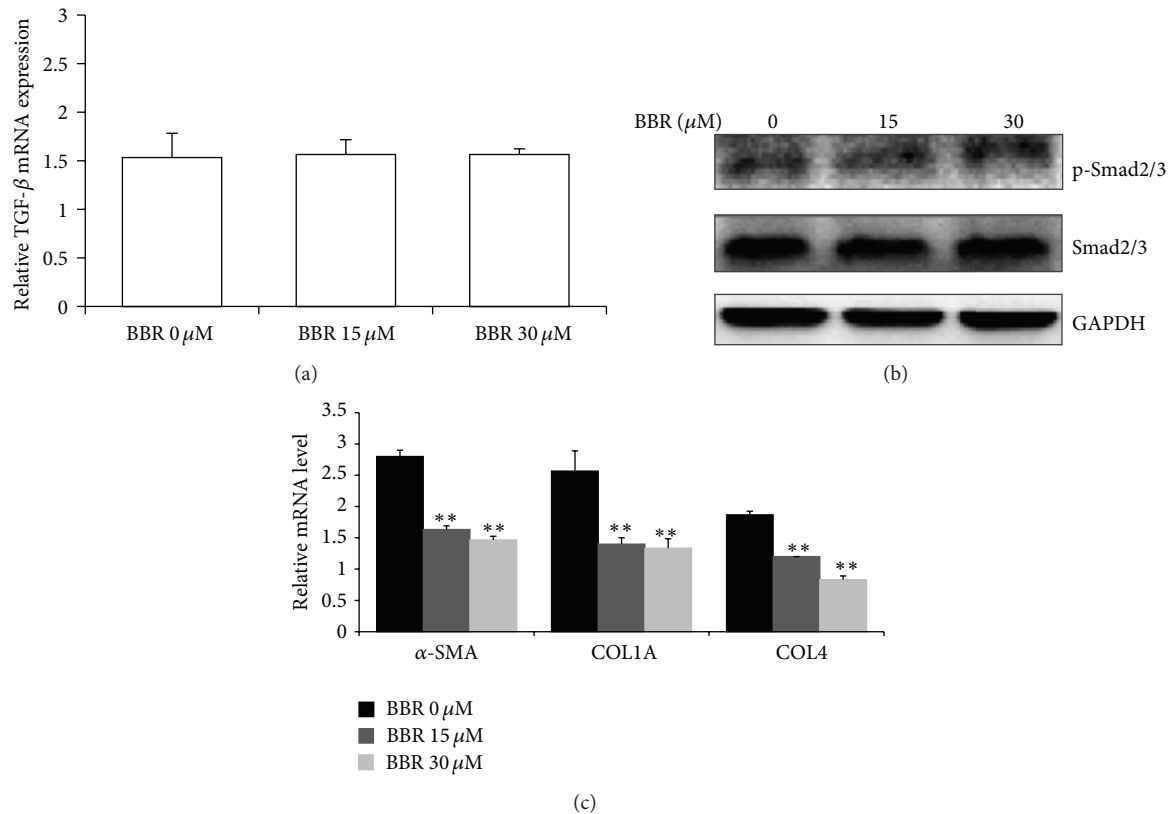 Relative TGF-β mRNA expression
3
2.5
2
1.5
1
0.5
0
BBR 0 μM
BBR 15 μM
BBR 30 μM
(a)
BBR (μM)
0
15
30
p-Smad2/3
Smad2/3
GAPDH
(b)
Relative mRNA level
3.5
3
2.5
2
1.5
1
0.5
0
**
**
**
**
**
**
α-SMA
COL1A
COL4
BBR 0 μM
BBR 15 μM
BBR 30 μM
(c)